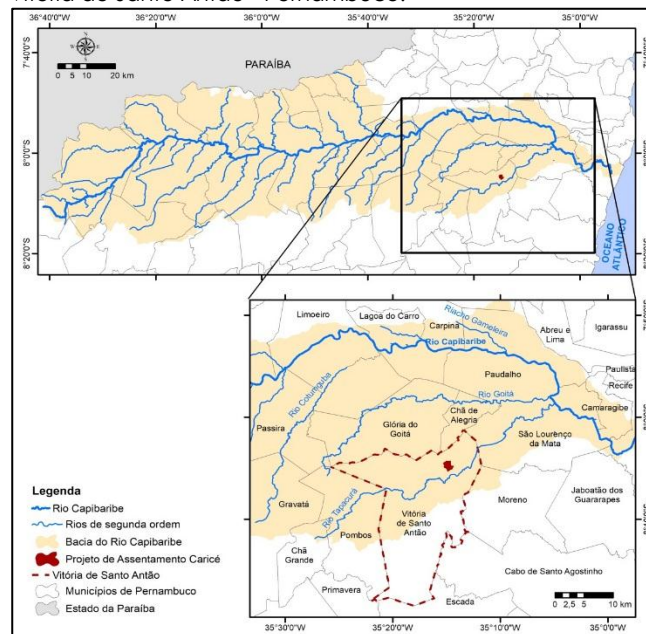 Vitória de Santo Antão - Pernambuco.
36°40'0"O 36°20'0"O 36°0'0"O 35°40'0"O 35°20'0"O 35°0'0"O
N
S
7°40'S
7°40'S
0 5 10 20 km
PARAÍBA
8°0'0"S
8°20'S
OCEANO ATLÂNTICO
Limoeiro
Lagoa do Carro
Riacho Gameleira
Carpina
Rio Capibaribe
Abreu e Lima
Igarassu
Paulista
Recife
Paudalho
Camaragibe
Rio Cotunguba
Rio Goitá
Chã de Alegria
Passira
Glória do Goitá
São Lourenço da Mata
Gravatá
Rio Tapacurá
Vitória de Santo Antão
Moreno
Jaboatão dos Guararapes
Pombos
Chã Grande
Primavera
Escada
Cabo de Santo Agostinho
0 2,5 5 10 km
35°30'0"O 35°20'0"O 35°10'0"O 35°0'0"O
Legenda
Rio Capibaribe
Rios de segunda ordem
Bacia do Rio Capibaribe
Projeto de Assentamento Caricé
Vitória de Santo Antão
Municípios de Pernambuco
Estado da Paraíba